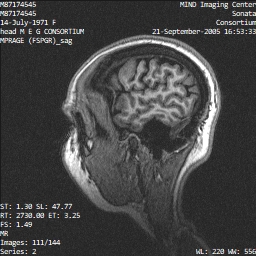 M87174545
M87174545
14-July-1971 F
head M E G CONSORTIUM
MPRAGE (FSPGR)_sag
MIND Imaging Center
Sonata
Consortium
21-September-2005 16:53:33
ST: 1.30 SL: 47.77
RT: 2730.00 ET: 3.25
FS: 1.49
MR
Images: 111/144
Series: 2
WL: 220 WW: 556